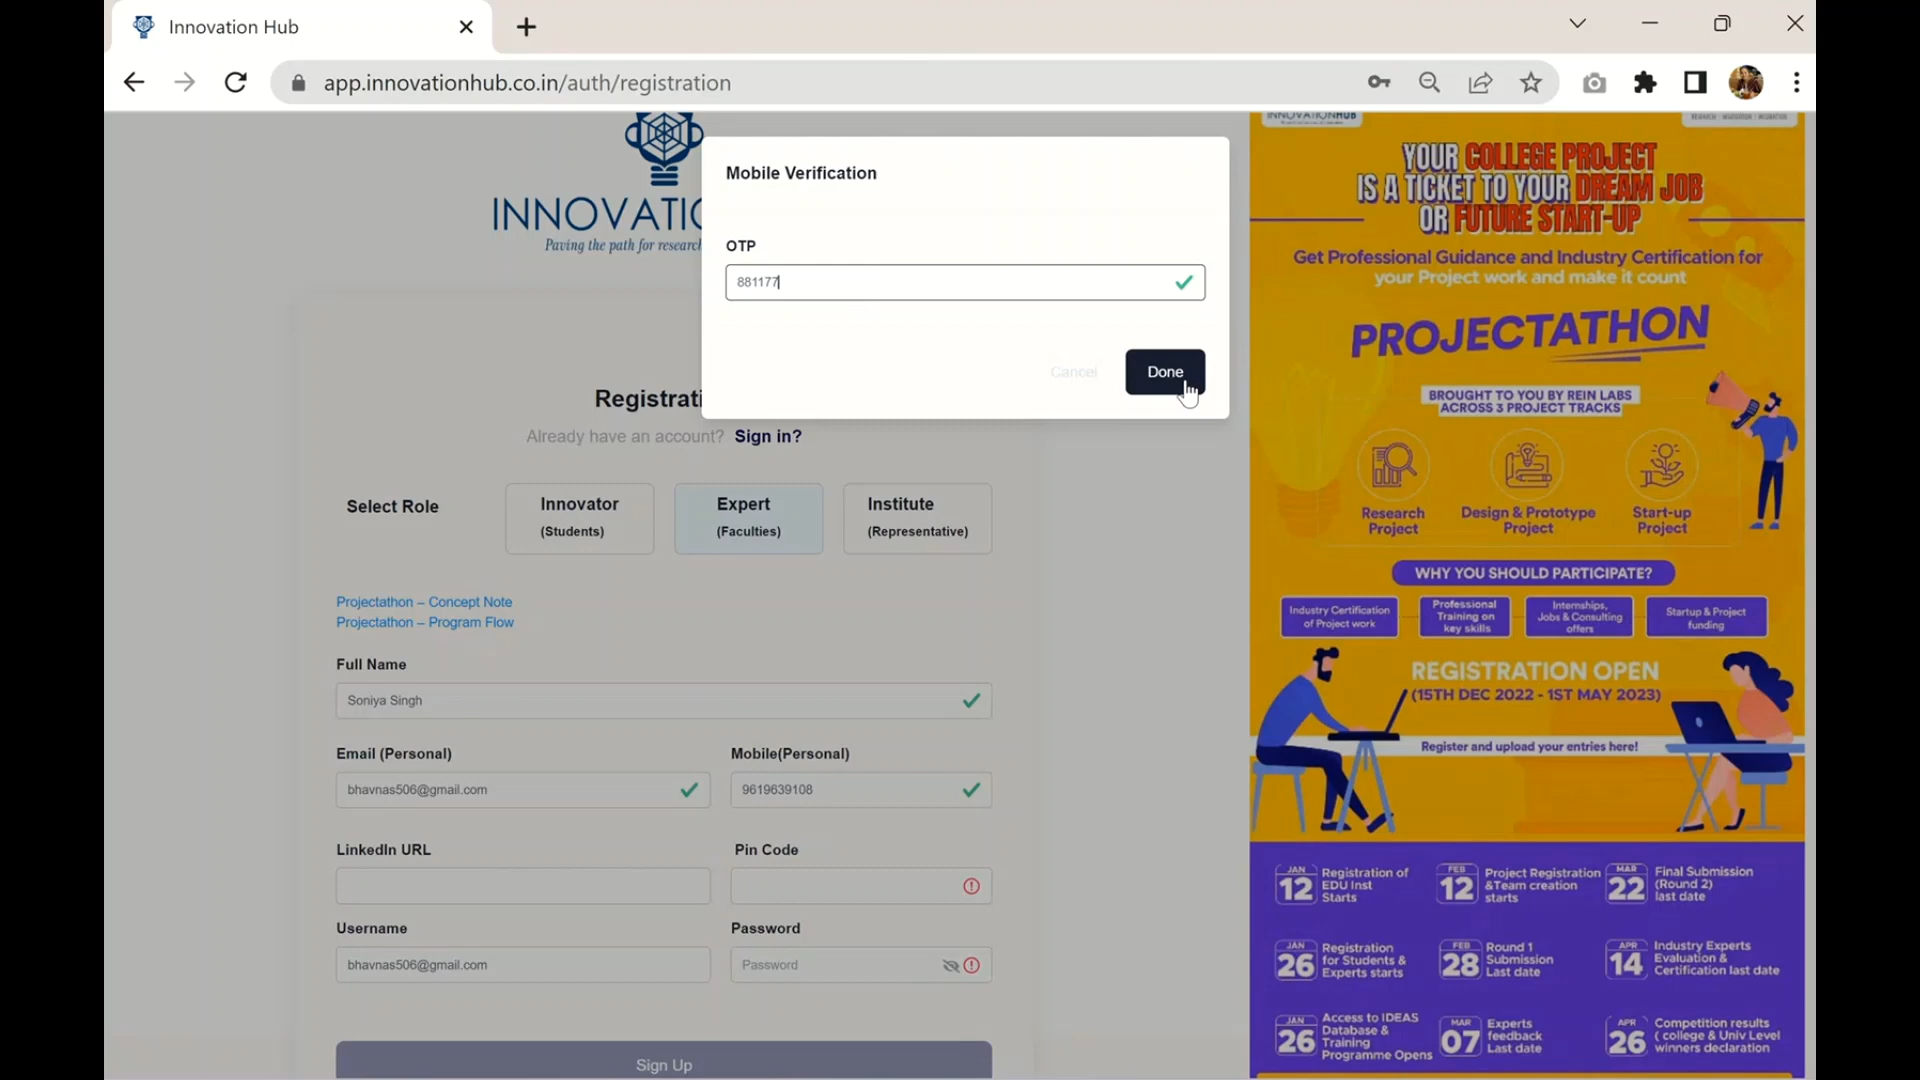 Innovation Hub
app.innovationhub.co.in/auth/registration
INNOVATIO
Paving the path for research
Mobile Verification
OTP
881177
Cancel
Done
Registrati
Already have an account? Sign in?
Select Role
Innovator
(Students)
Expert
(Faculties)
Institute
(Representative)
Projectathon – Concept Note
Projectathon – Program Flow
Full Name
Soniya Singh
Email (Personal)
Mobile(Personal)
bhavnas506@gmail.com
9619639108
LinkedIn URL
Pin Code
Username
Password
bhavnas506@gmail.com
Password
Sign Up
INNOVATIONHUB
YOUR COLLEGE PROJECT
IS A TICKET TO YOUR DREAM JOB
OR FUTURE START-UP
Get Professional Guidance and Industry Certification for
your Project work and make it count
PROJECTATHON
BROUGHT TO YOU BY REIN LABS
ACROSS 3 PROJECT TRACKS
Research
Project
Design & Prototype
Project
Start-up
Project
WHY YOU SHOULD PARTICIPATE?
Industry Certification
of Project work
Professional
Training on
key skills
Internships,
Jobs & Consulting
offers
Startup & Project
funding
REGISTRATION OPEN
(15TH DEC 2022 - 1ST MAY 2023)
Register and upload your entries here!
JAN
12
Registration of
EDU Inst
Starts
FEB
12
Project Registration
&Team creation
starts
MAR
22
Final Submission
(Round 2)
last date
JAN
26
Registration
for Students &
Experts starts
FEB
28
Round 1
Submission
Last date
APR
14
Industry Experts
Evaluation &
Certification last date
JAN
26
Access to IDEAS
Database &
Training
Programme Opens
MAR
07
Experts
feedback
Last date
APR
26
Competition results
( college & Univ Level
winners declaration